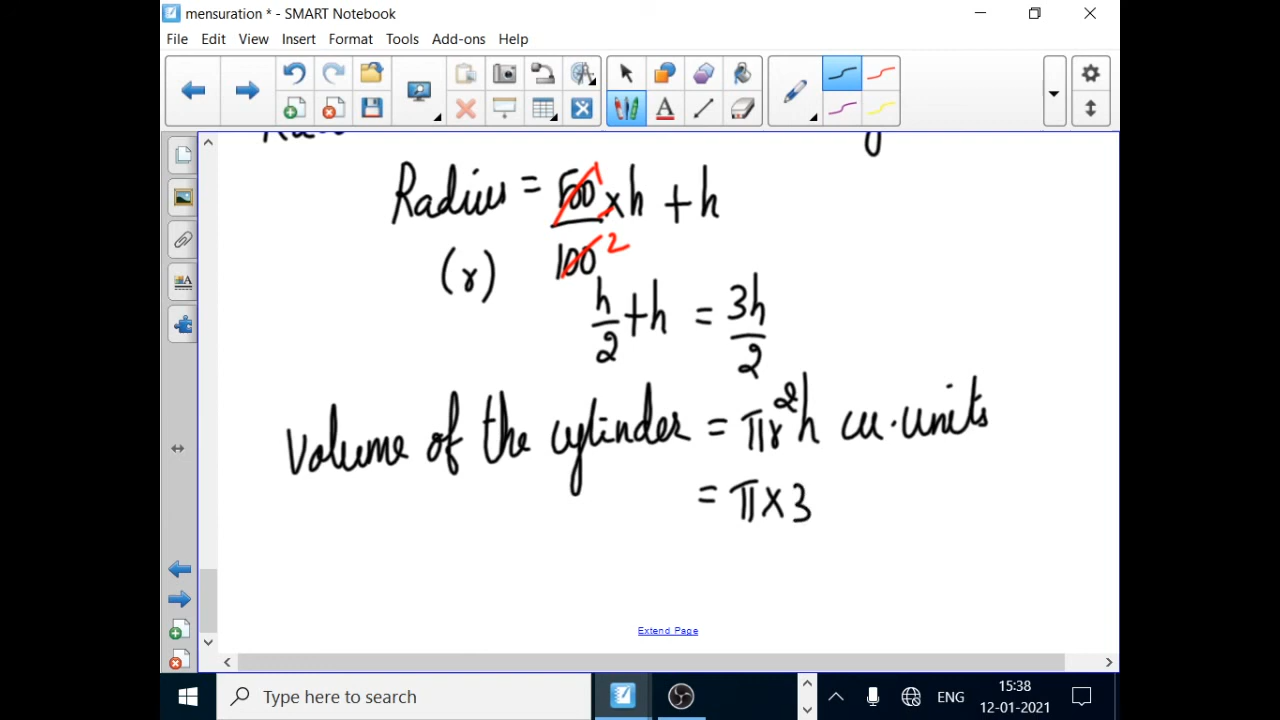 mensuration * - SMART Notebook
File Edit View Insert Format Tools Add-ons Help
Radius = 50/100 × h + h
1
2
(r)
h/2 + h = 3h/2
Volume of the cylinder = πr²h cu.units
= π × 3
Extend Page
Type here to search
ENG
15:38
12-01-2021